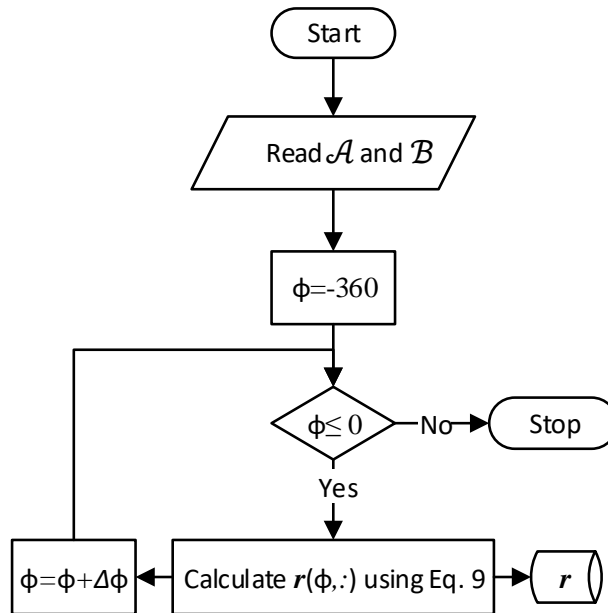 Start
Read 𝒜 and ℬ
ϕ=-360
ϕ≤ 0
No
Stop
Yes
ϕ=ϕ+Δϕ
Calculate r(ϕ,:) using Eq. 9
r